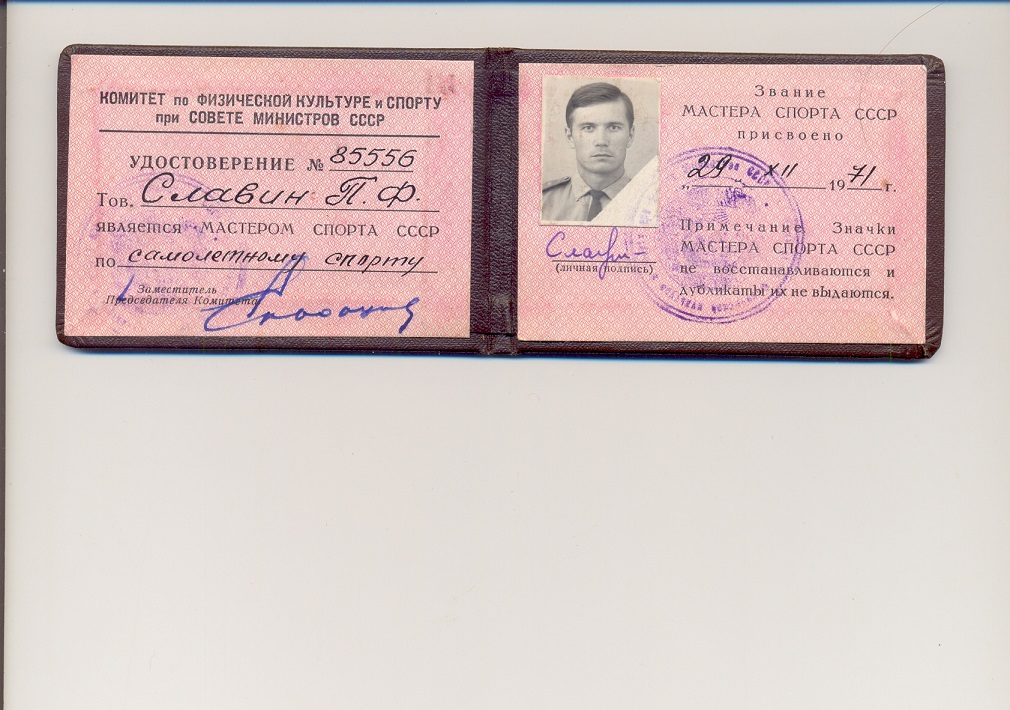 КОМИТЕТ по ФИЗИЧЕСКОЙ КУЛЬТУРЕ и СПОРТУ
при СОВЕТЕ МИНИСТРОВ СССР
УДОСТОВЕРЕНИЕ № 85556
Тов. Славин П.Ф.
является МАСТЕРОМ СПОРТА СССР
по самолетному спорту
Заместитель
Председателя Комитета
Звание
МАСТЕРА СПОРТА СССР
присвоено
„29" XII 1971 г.
(личная подпись)
Примечание. Значки
МАСТЕРА СПОРТА СССР
не восстанавливаются и
дубликаты их не выдаются.